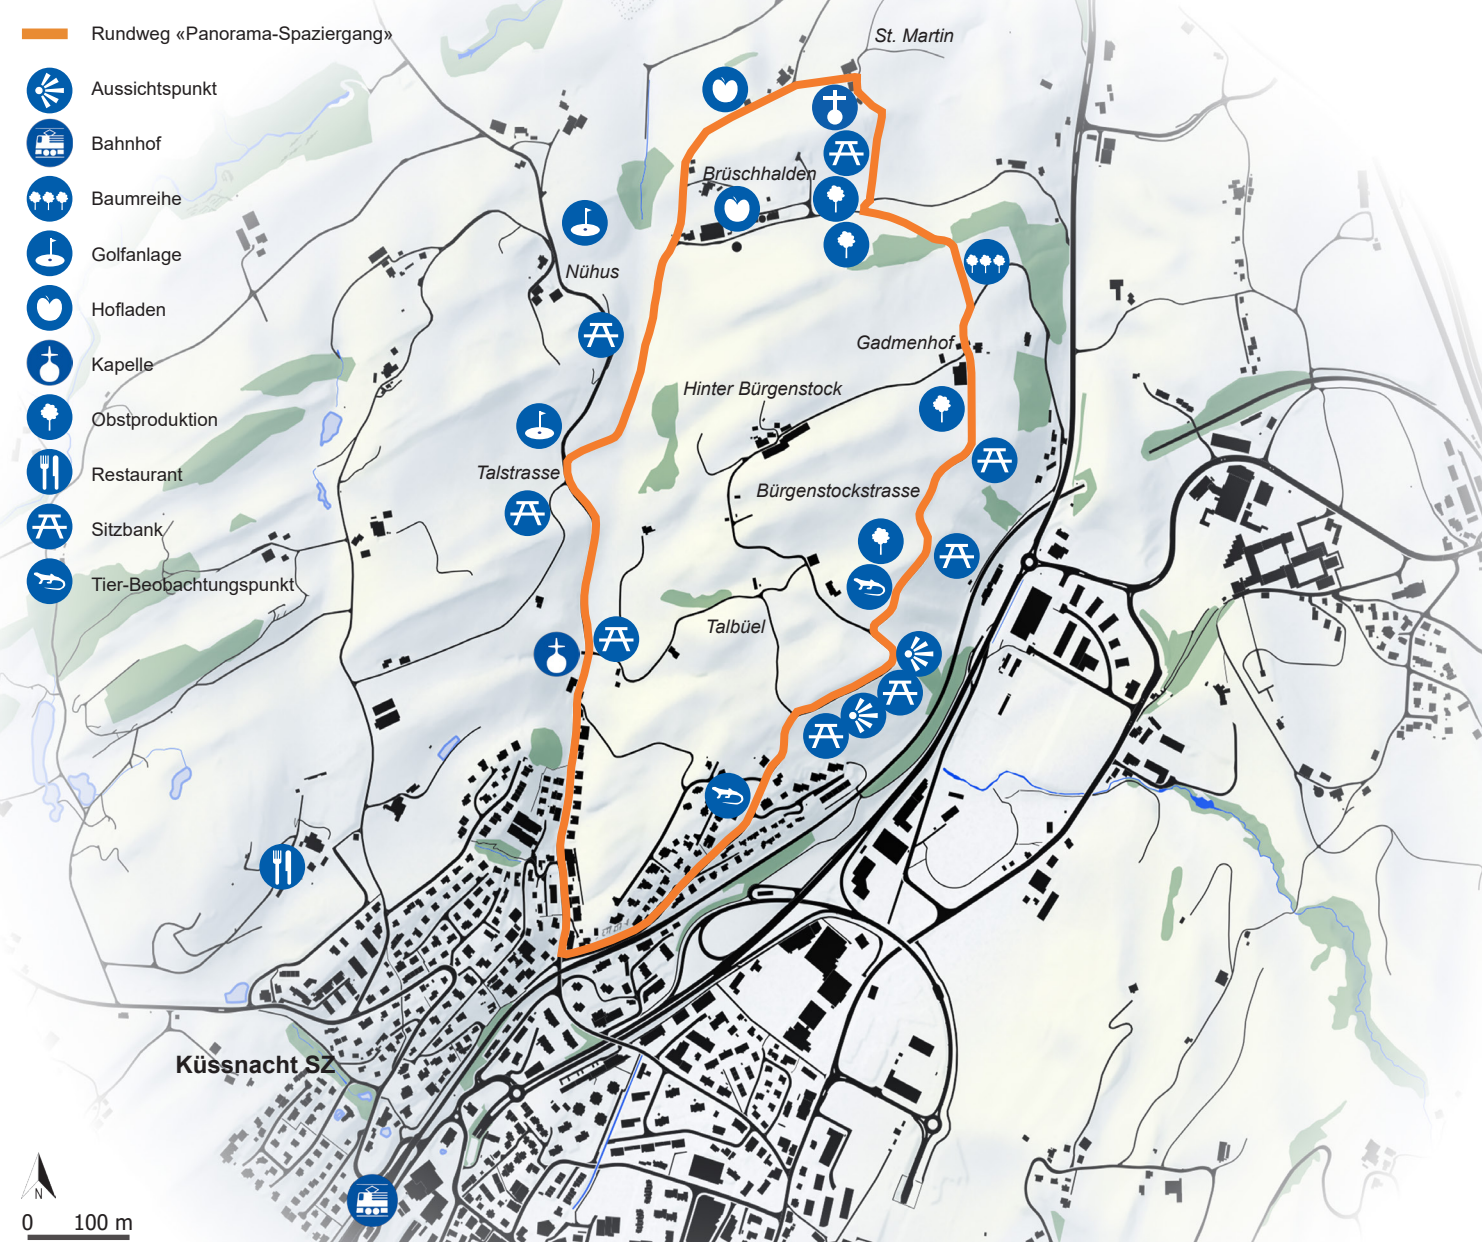 Rundweg «Panorama-Spaziergang»
Aussichtspunkt
Bahnhof
Baumreihe
Golfanlage
Hofladen
Kapelle
Obstproduktion
Restaurant
Sitzbank
Tier-Beobachtungspunkt
St. Martin
Brüschhalden
Nühus
Gadmenhof
Hinter Bürgenstock
Talstrasse
Bürgenstockstrasse
Talbüel
Küssnacht SZ
N
0 100 m